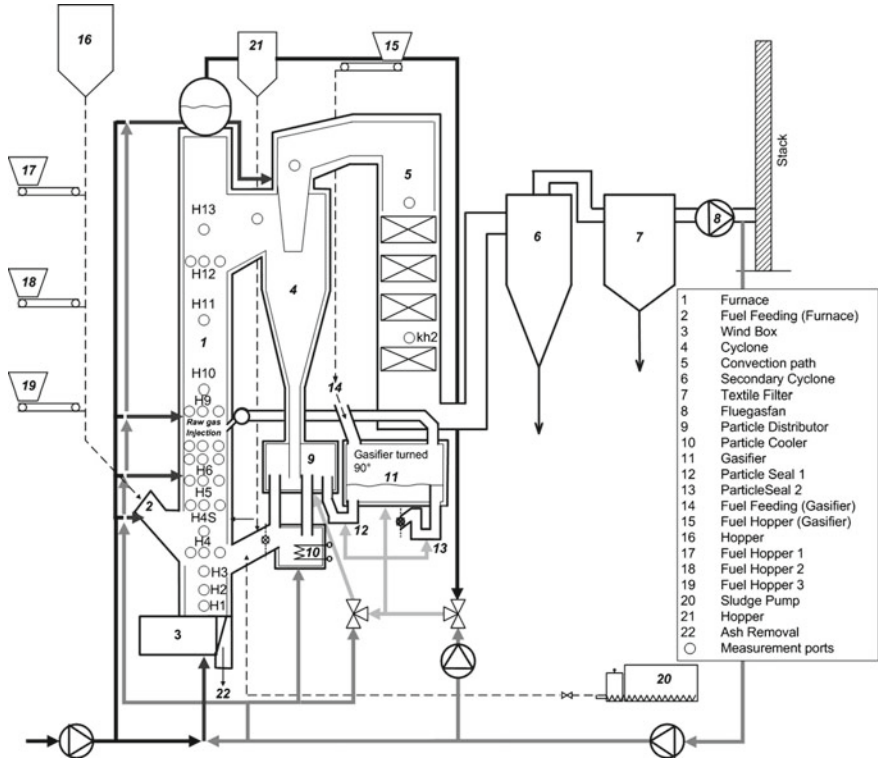 16
21
15
17
H13
5
Stack
6
7
8
H12
18
H11
4
1
kh2
H10
14
19
H9
Raw gas
Injection
Gasifier turned
90°
9
11
H6
H5
2
H4S
12
H4
10
13
H3
H2
H1
3
22
20
1 Furnace
2 Fuel Feeding (Furnace)
3 Wind Box
4 Cyclone
5 Convection path
6 Secondary Cyclone
7 Textile Filter
8 Fluegasfan
9 Particle Distributor
10 Particle Cooler
11 Gasifier
12 Particle Seal 1
13 ParticleSeal 2
14 Fuel Feeding (Gasifier)
15 Fuel Hopper (Gasifier)
16 Hopper
17 Fuel Hopper 1
18 Fuel Hopper 2
19 Fuel Hopper 3
20 Sludge Pump
21 Hopper
22 Ash Removal
Measurement ports